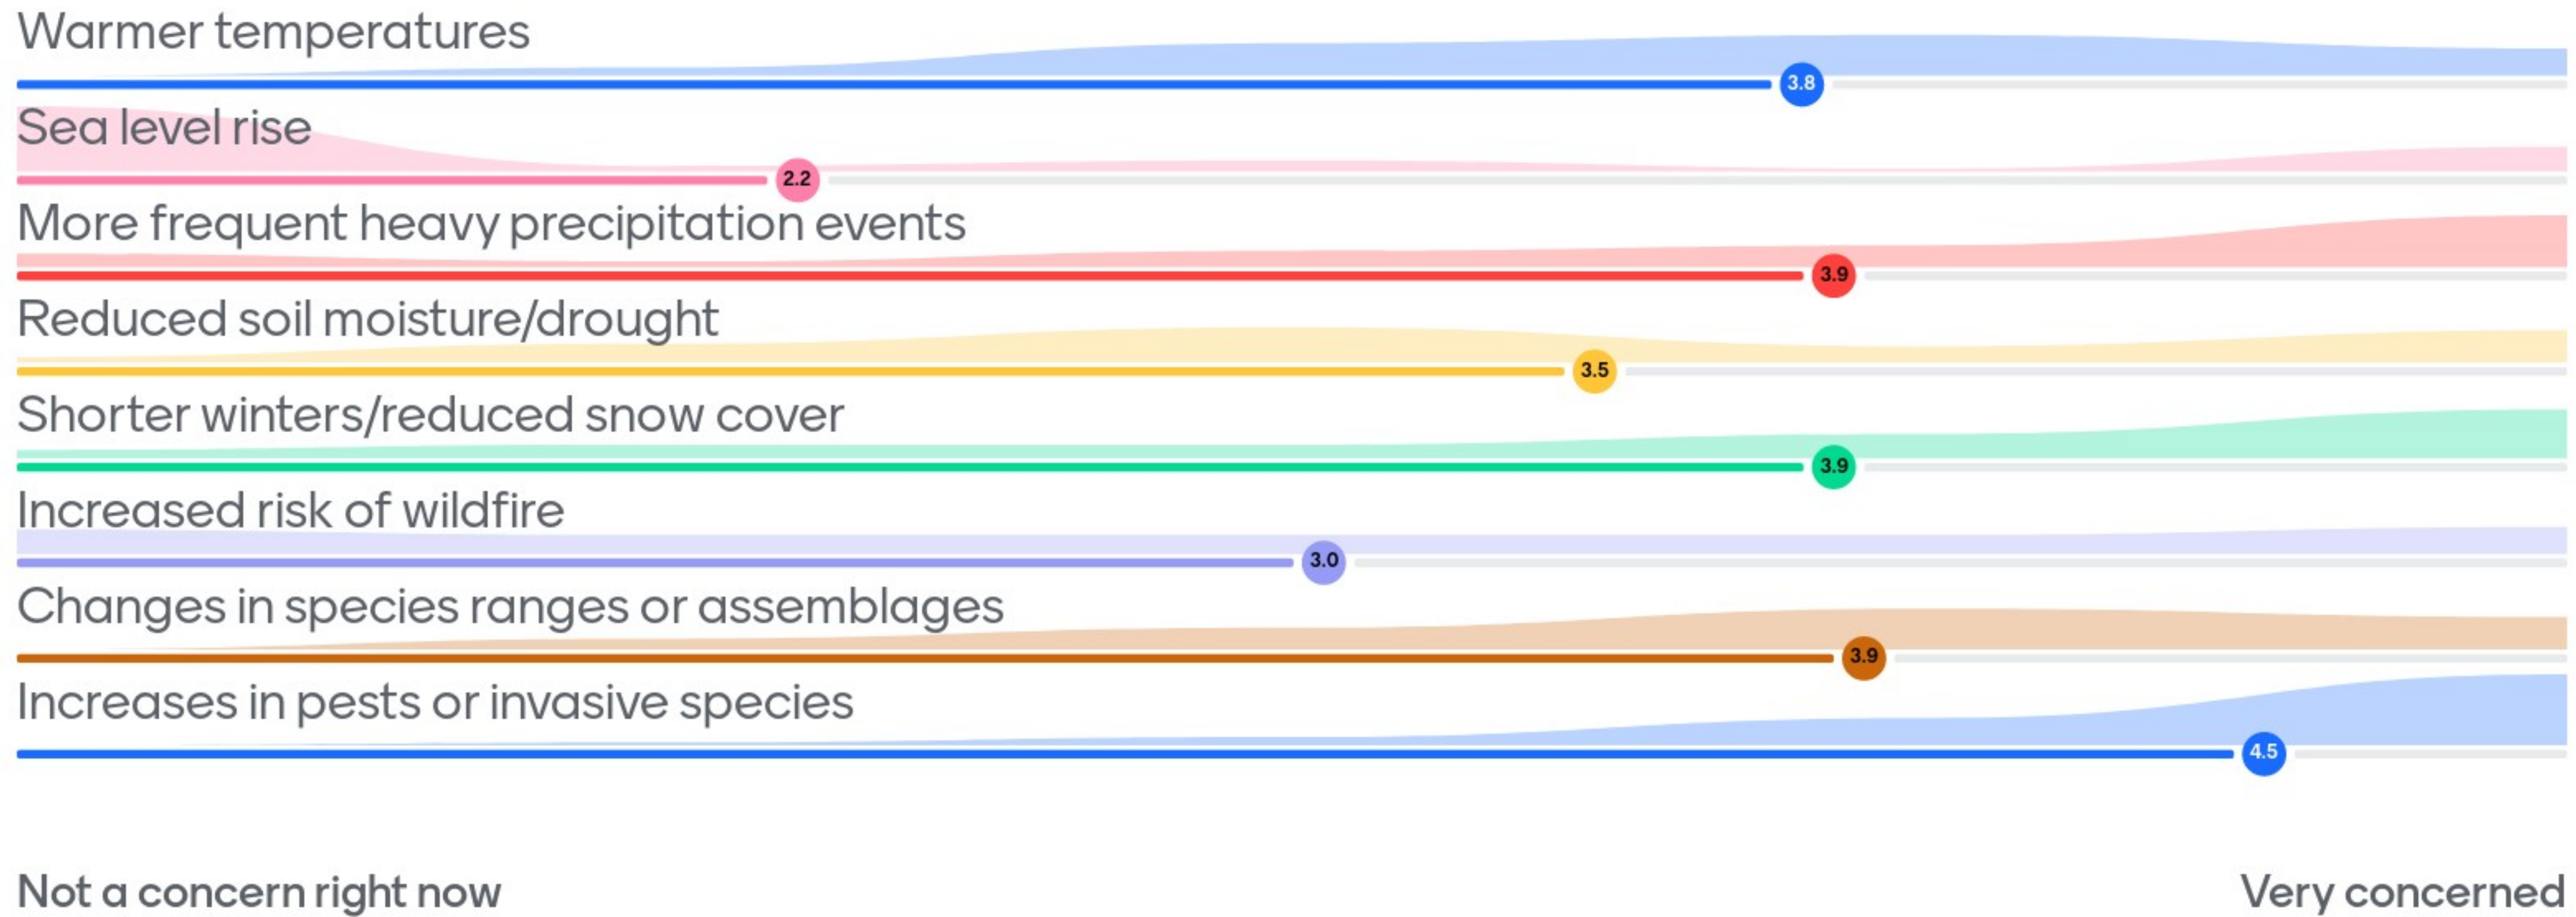 Warmer temperatures
3.8
Sea level rise
2.2
More frequent heavy precipitation events
3.9
Reduced soil moisture/drought
3.5
Shorter winters/reduced snow cover
3.9
Increased risk of wildfire
3.0
Changes in species ranges or assemblages
3.9
Increases in pests or invasive species
4.5
Not a concern right now
Very concerned